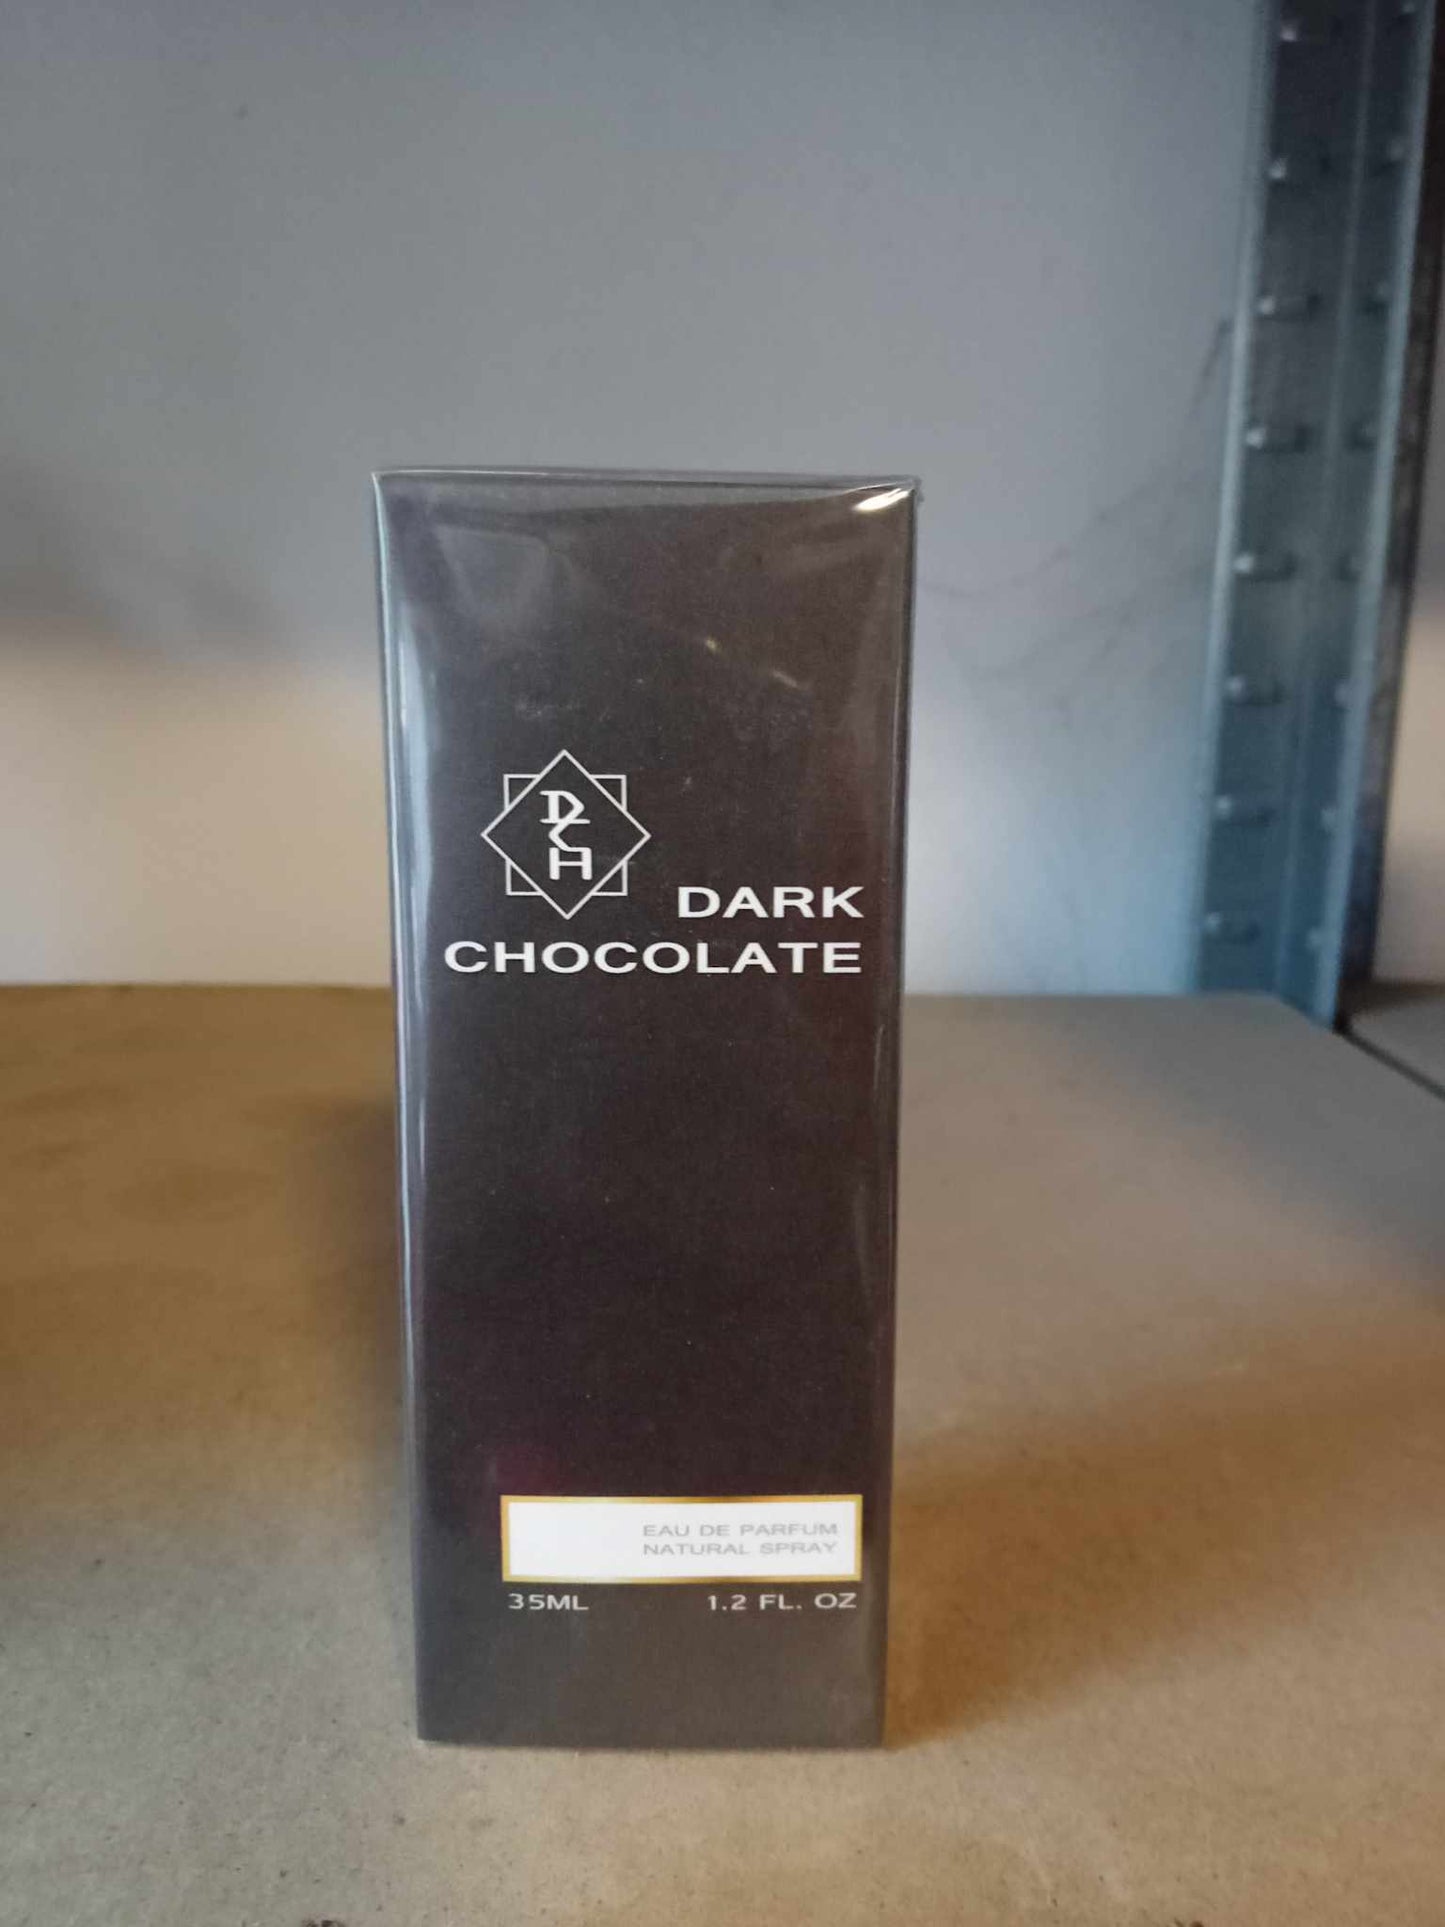 DCH
DARK
CHOCOLATE
EAU DE PARFUM
NATURAL SPRAY
35ML 1.2 FL. OZ